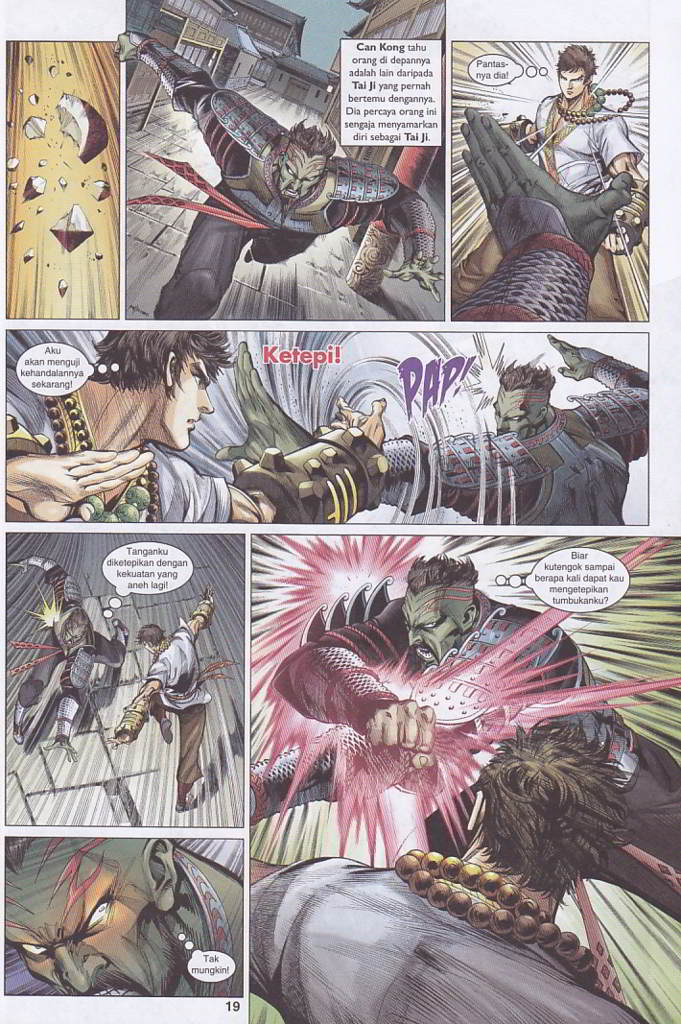 Can Kong tahu
orang di depannya
adalah lain daripada
Tai Ji yang pernah
bertemu dengannya.
Dia percaya orang ini
sengaja menyamarkan
diri sebagai Tai Ji.
Pantas-
nya dia!
Aku
akan menguji
kehandalannya
sekarang!
Ketepi!
PAP!
Tanganku
diketepikan dengan
kekuatan yang
aneh lagi!
Biar
kutengok sampai
berapa kali dapat kau
mengetepikan
tumbukanku?
Tak
mungkin!
19